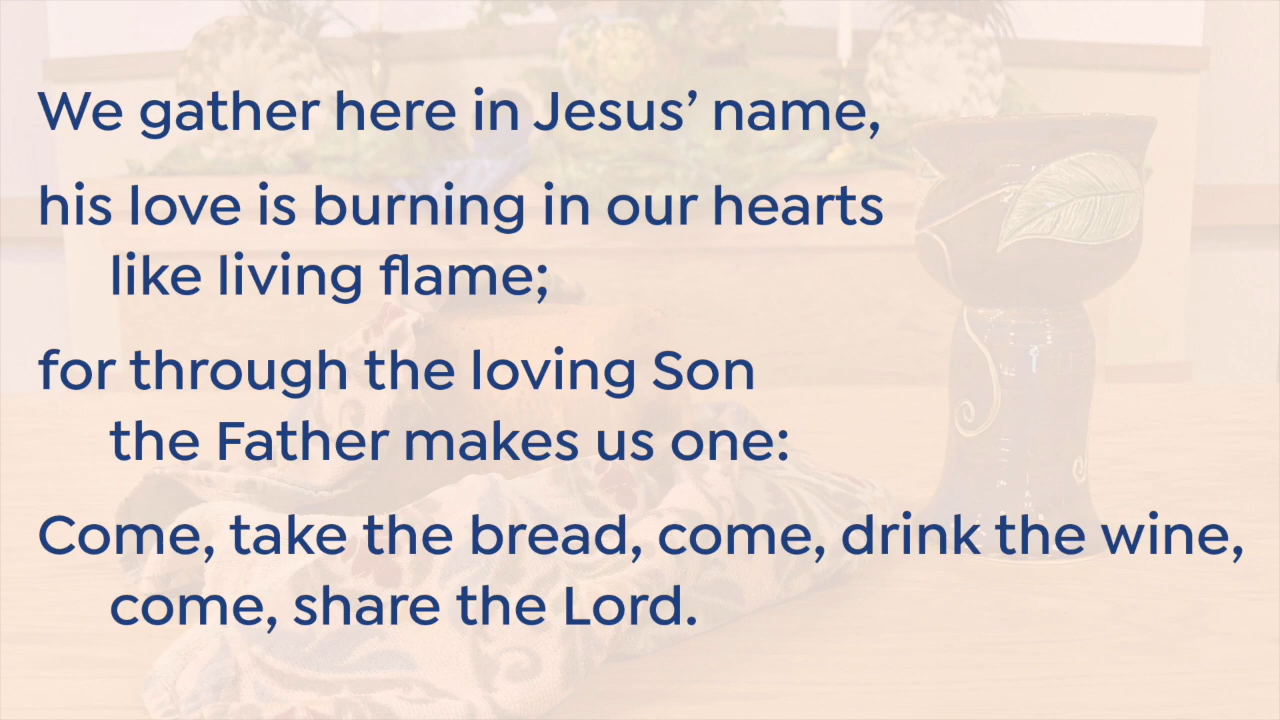 We gather here in Jesus’ name,
his love is burning in our hearts
like living flame;
for through the loving Son
the Father makes us one:
Come, take the bread, come, drink the wine,
come, share the Lord.